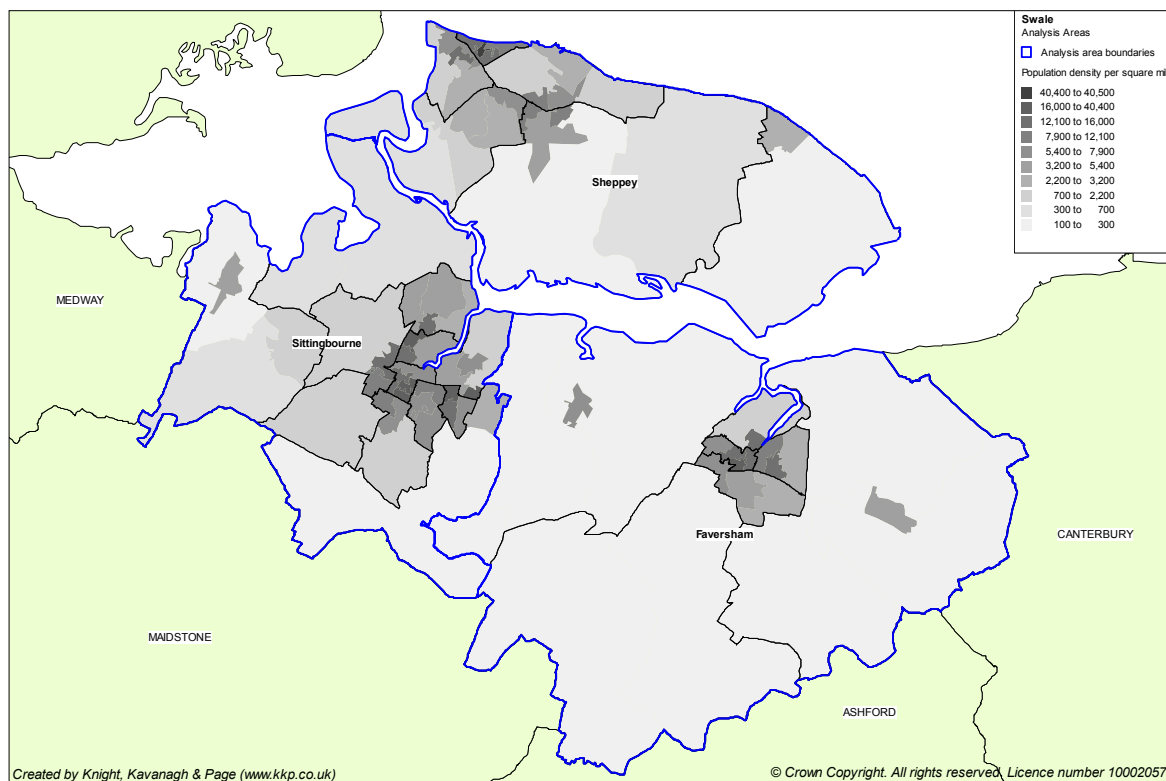 Swale
Analysis Areas
Analysis area boundaries
Population density per square mi
40,400 to 40,500
16,000 to 40,400
12,100 to 16,000
7,900 to 12,100
5,400 to 7,900
3,200 to 5,400
2,200 to 3,200
700 to 2,200
300 to 700
100 to 300
Sheppey
MEDWAY
Sittingbourne
Faversham
CANTERBURY
MAIDSTONE
ASHFORD
Created by Knight, Kavanagh & Page (www.kkp.co.uk)
© Crown Copyright. All rights reserved. Licence number 10002057